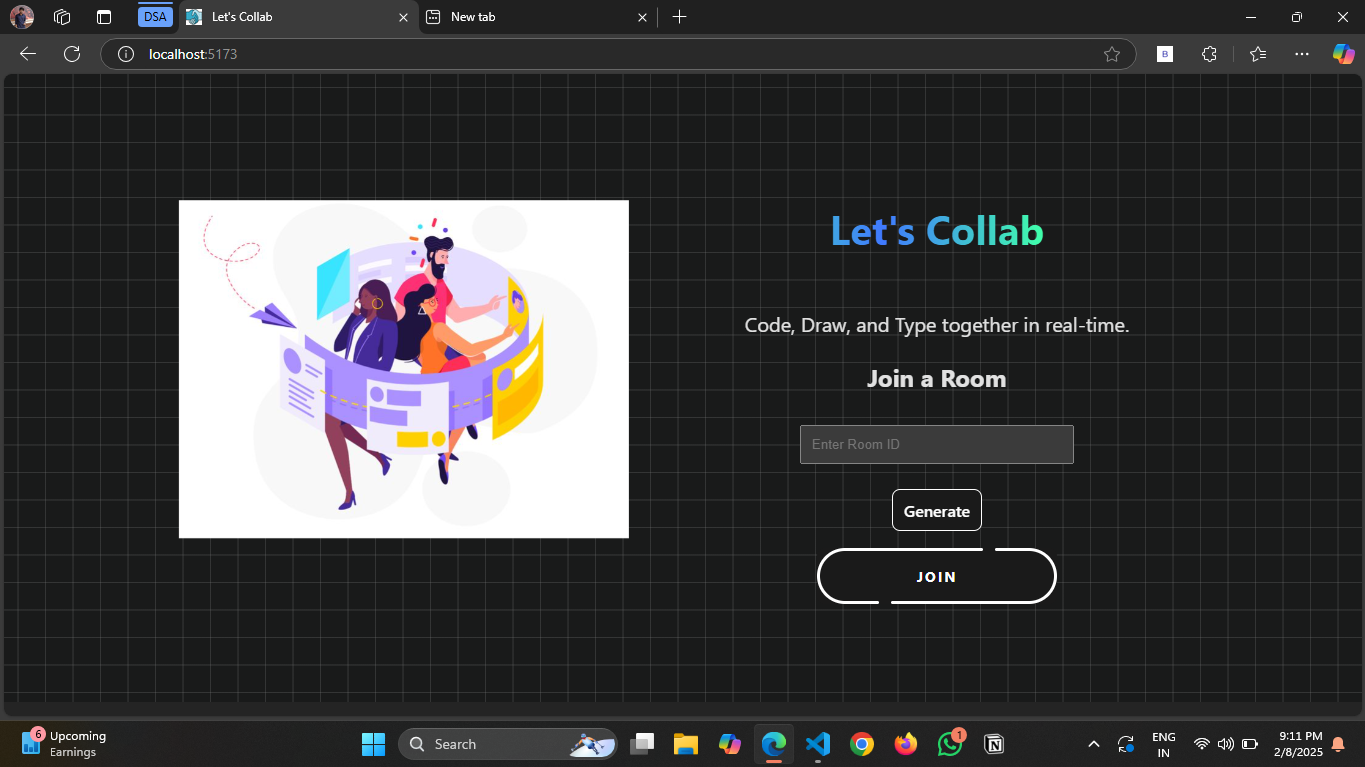 DSA
Let's Collab
New tab
localhost:5173
B
Let's Collab
Code, Draw, and Type together in real-time.
Join a Room
Enter Room ID
Generate
JOIN
6
Upcoming
Earnings
Search
1
ENG
IN
9:11 PM
2/8/2025